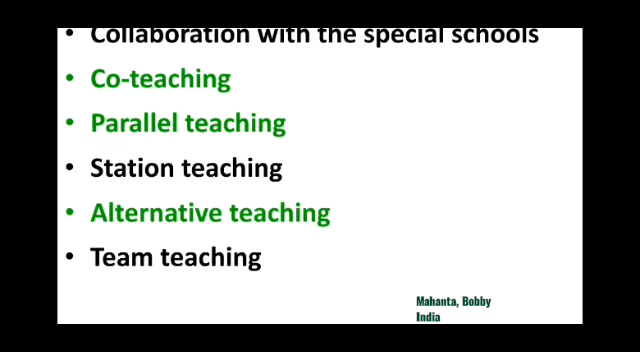 • Collaboration with the special schools
• Co-teaching
• Parallel teaching
• Station teaching
• Alternative teaching
• Team teaching
Mahanta, Bobby
India